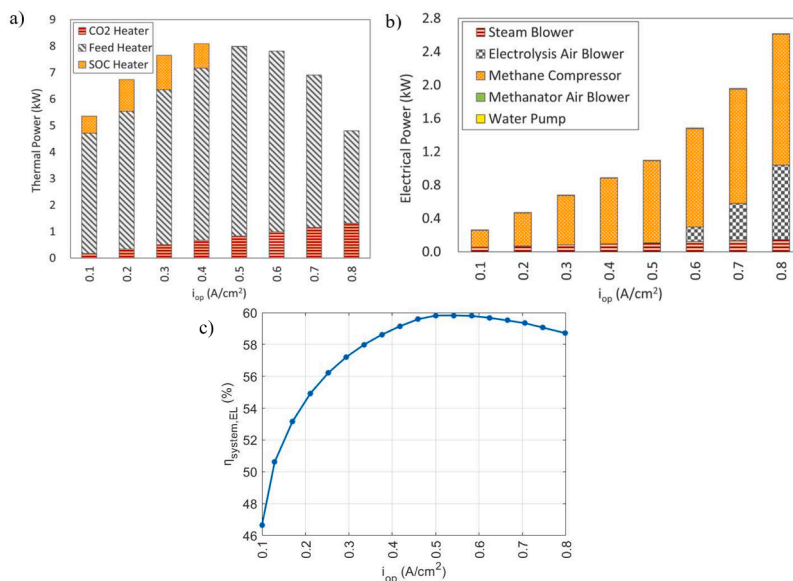 a)
9
8
7
6
5
4
3
2
1
0
Thermal Power (kW)
CO2 Heater
Feed Heater
SOC Heater
0.1 0.2 0.3 0.4 0.5 0.6 0.7 0.8
i_op (A/cm²)
b)
2.8
2.4
2.0
1.6
1.2
0.8
0.4
0.0
Electrical Power (kW)
Steam Blower
Electrolysis Air Blower
Methane Compressor
Methanator Air Blower
Water Pump
0.1 0.2 0.3 0.4 0.5 0.6 0.7 0.8
i_op (A/cm²)
c)
60
58
56
54
52
50
48
46
η_system,EL (%)
0.1 0.2 0.3 0.4 0.5 0.6 0.7 0.8
i_op (A/cm²)